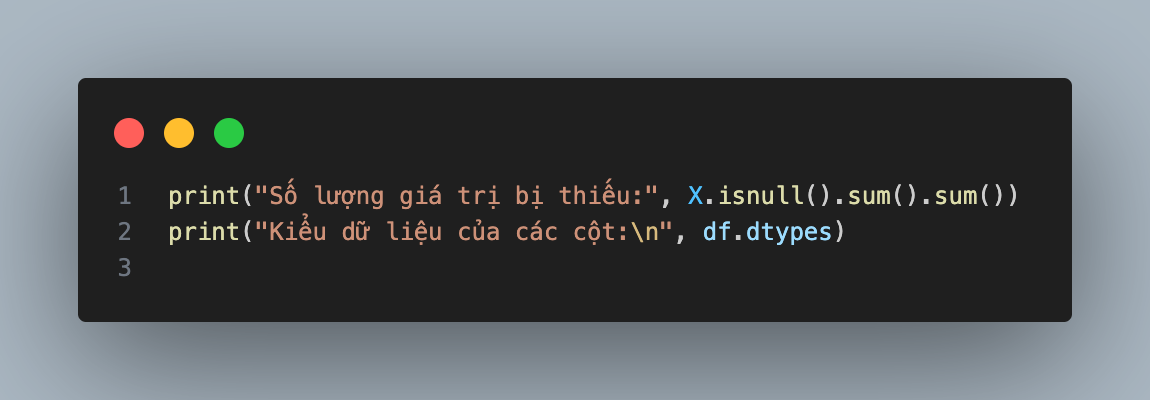 1 print("Số lượng giá trị bị thiếu:", X.isnull().sum().sum())
2 print("Kiểu dữ liệu của các cột:\n", df.dtypes)
3